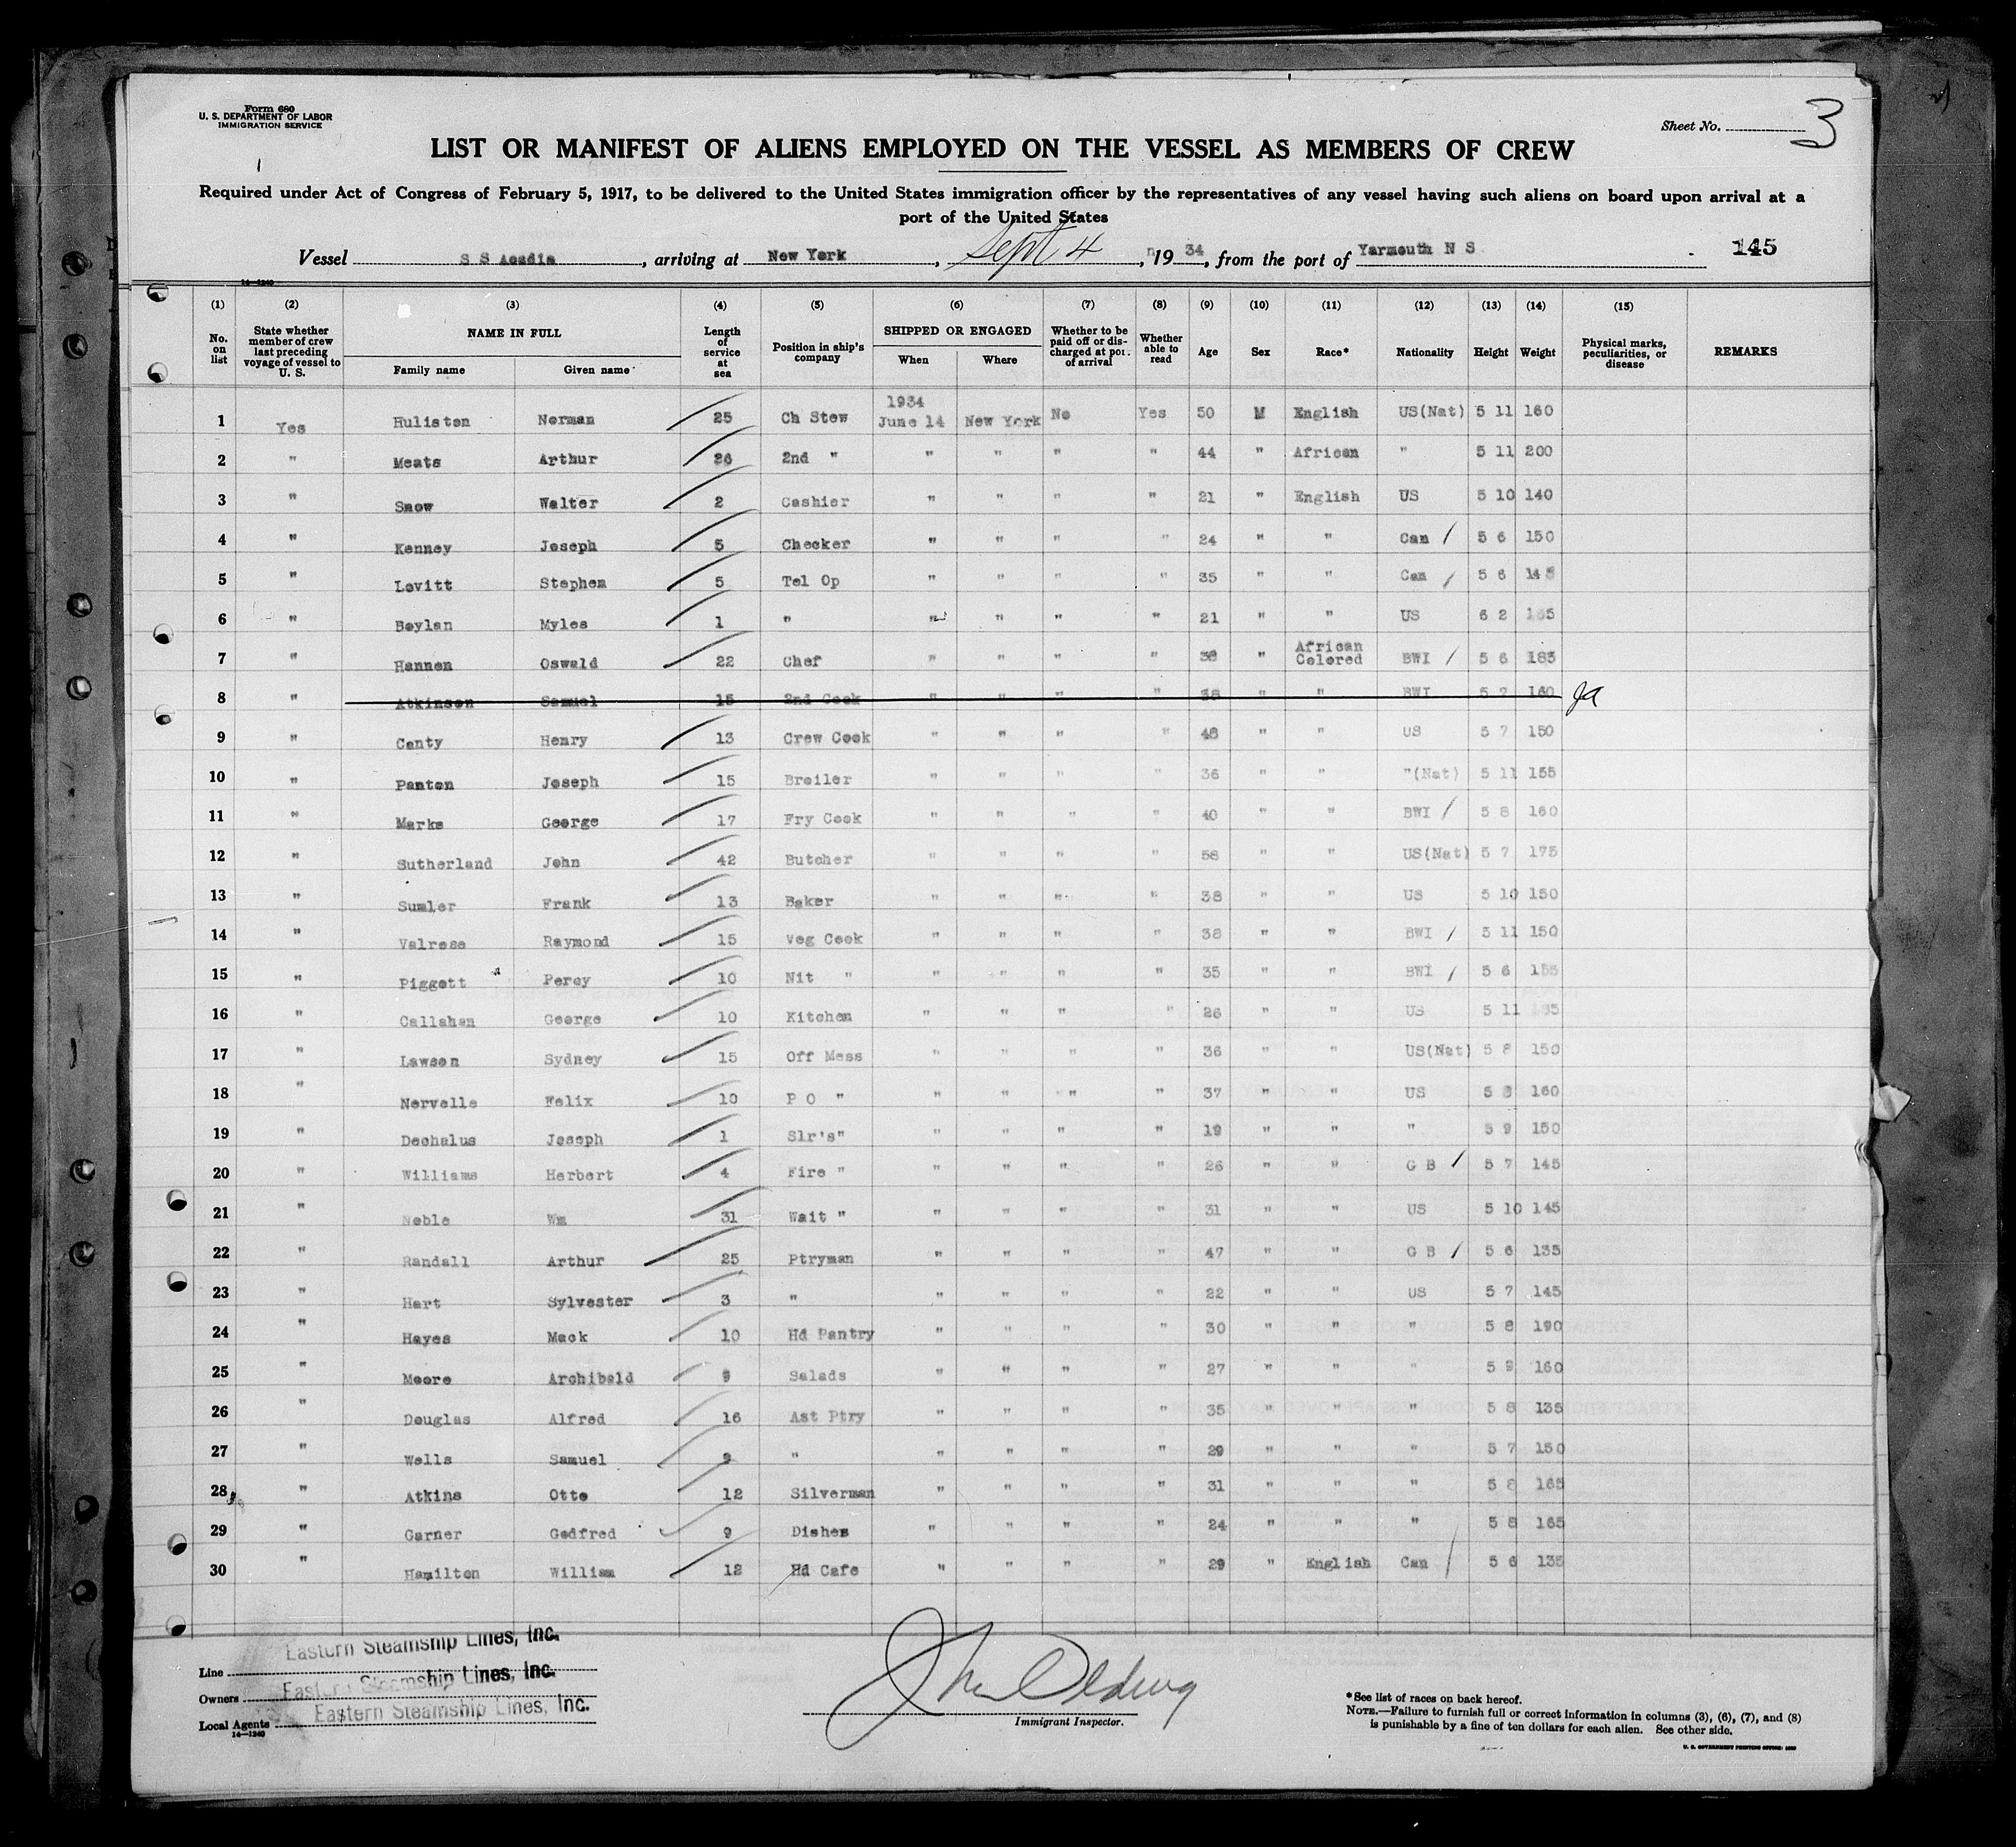 Form 680
U. S. DEPARTMENT OF LABOR
IMMIGRATION SERVICE
Sheet No. 3
LIST OR MANIFEST OF ALIENS EMPLOYED ON THE VESSEL AS MEMBERS OF CREW
Required under Act of Congress of February 5, 1917, to be delivered to the United States immigration officer by the representatives of any vessel having such aliens on board upon arrival at a
port of the United States
Vessel S S Acadia, arriving at New York, Sept 4, 1934, from the port of Yarmouth N S 145
14—1240
(1) (2) (3) (4) (5) (6) (7) (8) (9) (10) (11) (12) (13) (14) (15)
No. on list State whether member of crew last preceding voyage of vessel to U. S. NAME IN FULL Family name Given name Length of service at sea Position in ship's company SHIPPED OR ENGAGED When Where Whether to be paid off or discharged at port of arrival Whether able to read Age Sex Race* Nationality Height Weight Physical marks, peculiarities, or disease REMARKS
1 Yes Huliston Norman 25 Ch Stew 1934 June 14 New York No Yes 50 M English US(Nat) 5 11 160
2 " Meats Arthur 26 2nd " " " " " 44 " African " 5 11 200
3 " Snow Walter 2 Cashier " " " " 21 " English US 5 10 140
4 " Kenney Joseph 5 Checker " " " " 24 " " Can / 5 6 150
5 " Levitt Stephen 5 Tel Op " " " " 35 " " Can / 5 6 145
6 " Boylan Myles 1 " " " " " 21 " " US 6 2
7 " Hannen Oswald 22 Chef " " " " 38 " African Colored BWI / 5 6 185
8 " Atkinson Samuel 15 2nd Cook " " " " 38 " " BWI 5 7 160
9 " Canty Henry 13 Crew Cook " " " " 48 " " US 5 7 150
10 " Panton Joseph 15 Broiler " " " " 36 " " "(Nat) 5 11 155
11 " Marks George 17 Fry Cook " " " " 40 " " BWI / 5 8 160
12 " Sutherland John 42 Butcher " " " " 58 " " US(Nat) 5 7 175
13 " Sumler Frank 13 Baker " " " " 38 " " US 5 10 150
14 " Valrose Raymond 15 Veg Cook " " " " 38 " " BWI / 5 11 150
15 " Piggott Percy 10 Nit " " " " " 35 " " BWI / 5 6 155
16 " Callahan George 10 Kitchen " " " " 26 " " US 5 11
17 " Lawson Sydney 15 Off Mess " " " " 36 " " US(Nat) 5 8 150
18 " Norvelle Felix 10 P O " " " " " 37 " " US 5 8 160
19 " Dechalus Joseph 1 Slr's" " " " " 19 " " " 5 9 150
20 " Williams Herbert 4 Fire " " " " " 26 " " G B / 5 7 145
21 " Noble Wm 31 Wait " " " " " 31 " " US 5 10 145
22 " Randall Arthur 25 Ptryman " " " " 47 " " G B / 5 6 135
23 " Hart Sylvester 3 " " " " " 22 " " US 5 7 145
24 " Hayes Mack 10 Hd Pantry " " " " 30 " " " 5 8 190
25 " Moore Archibald 9 Salads " " " " 27 " " " 5 9 160
26 " Douglas Alfred 16 Ast Ptry " " " " 35 " " " 5 8 135
27 " Wells Samuel 9 " " " " " 29 " " " 5 7 150
28 " Atkins Otto 12 Silverman " " " " 31 " " " 5 8 165
29 " Garner Godfred 9 Dishes " " " " 24 " " " 5 8 165
30 " Hamilton William 12 Hd Cafe " " " " 29 " English Can / 5 6 135
Line Eastern Steamship Lines, Inc.
Owners Eastern Steamship Lines, Inc.
Local Agents Eastern Steamship Lines, Inc.
14—1240
Immigrant Inspector.
*See list of races on back hereof.
NOTE.—Failure to furnish full or correct information in columns (3), (6), (7), and (8)
is punishable by a fine of ten dollars for each alien. See other side.